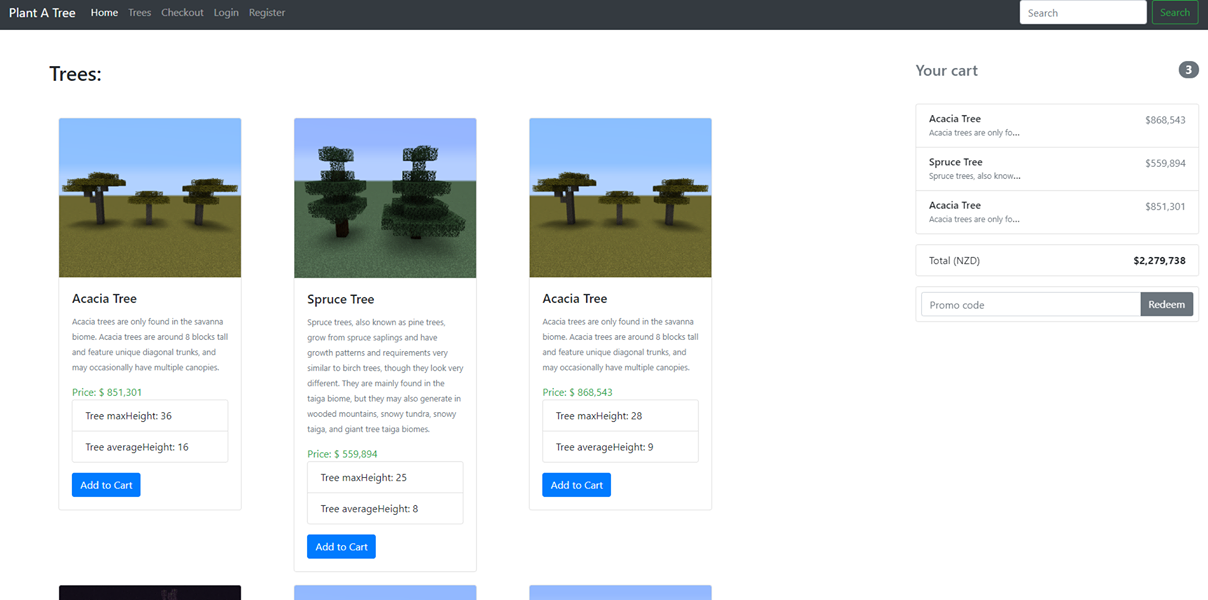 Plant A Tree Home Trees Checkout Login Register Search Search
Trees:
Acacia Tree
Acacia trees are only found in the savanna
biome. Acacia trees are around 8 blocks tall
and feature unique diagonal trunks, and
may occasionally have multiple canopies.
Price: $ 851,301
Tree maxHeight: 36
Tree averageHeight: 16
Add to Cart
Spruce Tree
Spruce trees, also known as pine trees,
grow from spruce saplings and have
growth patterns and requirements very
similar to birch trees, though they look very
different. They are mainly found in the
taiga biome, but they may also generate in
wooded mountains, snowy tundra, snowy
taiga, and giant tree taiga biomes.
Price: $ 559,894
Tree maxHeight: 25
Tree averageHeight: 8
Add to Cart
Acacia Tree
Acacia trees are only found in the savanna
biome. Acacia trees are around 8 blocks tall
and feature unique diagonal trunks, and
may occasionally have multiple canopies.
Price: $ 868,543
Tree maxHeight: 28
Tree averageHeight: 9
Add to Cart
Your cart 3
Acacia Tree $868,543
Acacia trees are only fo...
Spruce Tree $559,894
Spruce trees, also know...
Acacia Tree $851,301
Acacia trees are only fo...
Total (NZD) $2,279,738
Promo code Redeem